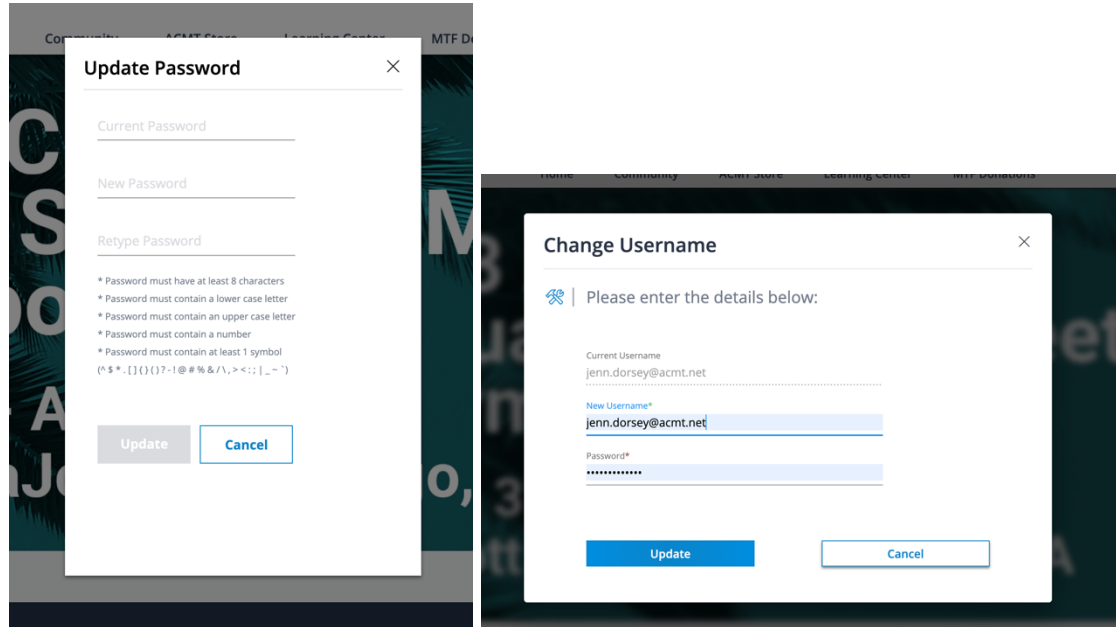 Community ACMT Store Learning Center
Update Password
Current Password
New Password
Retype Password
* Password must have at least 8 characters
* Password must contain a lower case letter
* Password must contain an upper case letter
* Password must contain a number
* Password must contain at least 1 symbol
(^ $ * . [ ] { } ( ) ? - ! @ # % & / \ , > < : ; | _ ~ `)
Update Cancel
Home Community ACMT Store Learning Center MTF Donations
Change Username
Please enter the details below:
Current Username
jenn.dorsey@acmt.net
New Username*
jenn.dorsey@acmt.net
Password*
•••••••••••••
Update Cancel